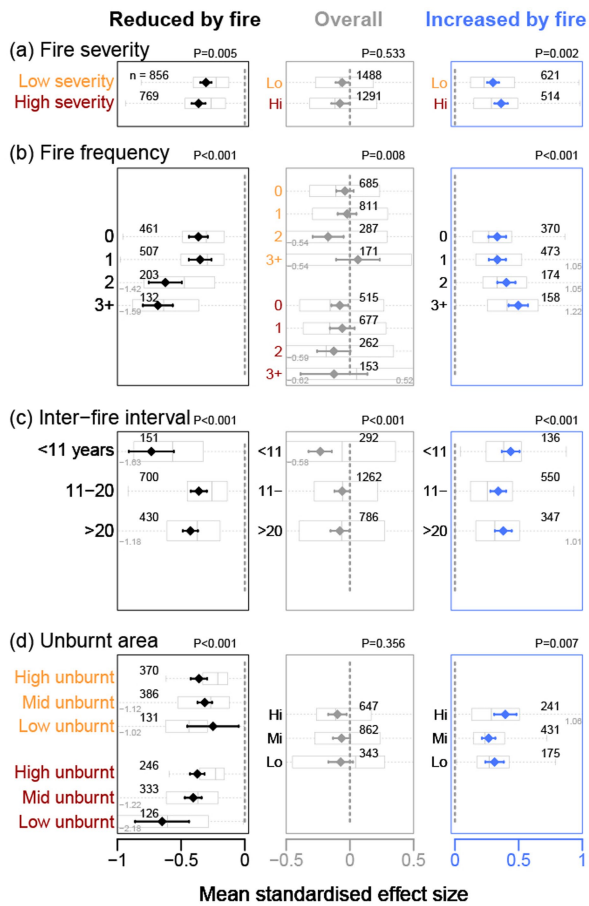 Reduced by fire Overall Increased by fire
(a) Fire severity
P=0.005 P=0.533 P=0.002
Low severity n = 856 Lo 1488 Lo 621
High severity 769 Hi 1291 Hi 514
(b) Fire frequency
P<0.001 P=0.008 P<0.001
0 685
1 811
0 461 2 287 -0.54 0 370
1 507 3+ 171 -0.54 1 473 1.05
2 203 -1.42 2 174 1.05
3+ 132 -1.59 0 515 3+ 158 1.22
1 677
2 262 -0.59
3+ 153 -0.62 0.52
(c) Inter-fire interval
P<0.001 P<0.001 P<0.001
<11 years 151 -1.63 <11 292 -0.58 <11 136
11-20 700 11- 1262 11- 550
>20 430 -1.18 >20 786 >20 347 1.01
(d) Unburnt area
P<0.001 P=0.356 P=0.007
High unburnt 370
Mid unburnt 386 -1.12 Hi 647 Hi 241 1.06
Low unburnt 131 -1.02 Mi 862 Mi 431
High unburnt 246 Lo 343 Lo 175
Mid unburnt 333 -1.22
Low unburnt 126 -2.18
-1 -0.5 0 -0.5 0 0.5 0 0.5 1
Mean standardised effect size